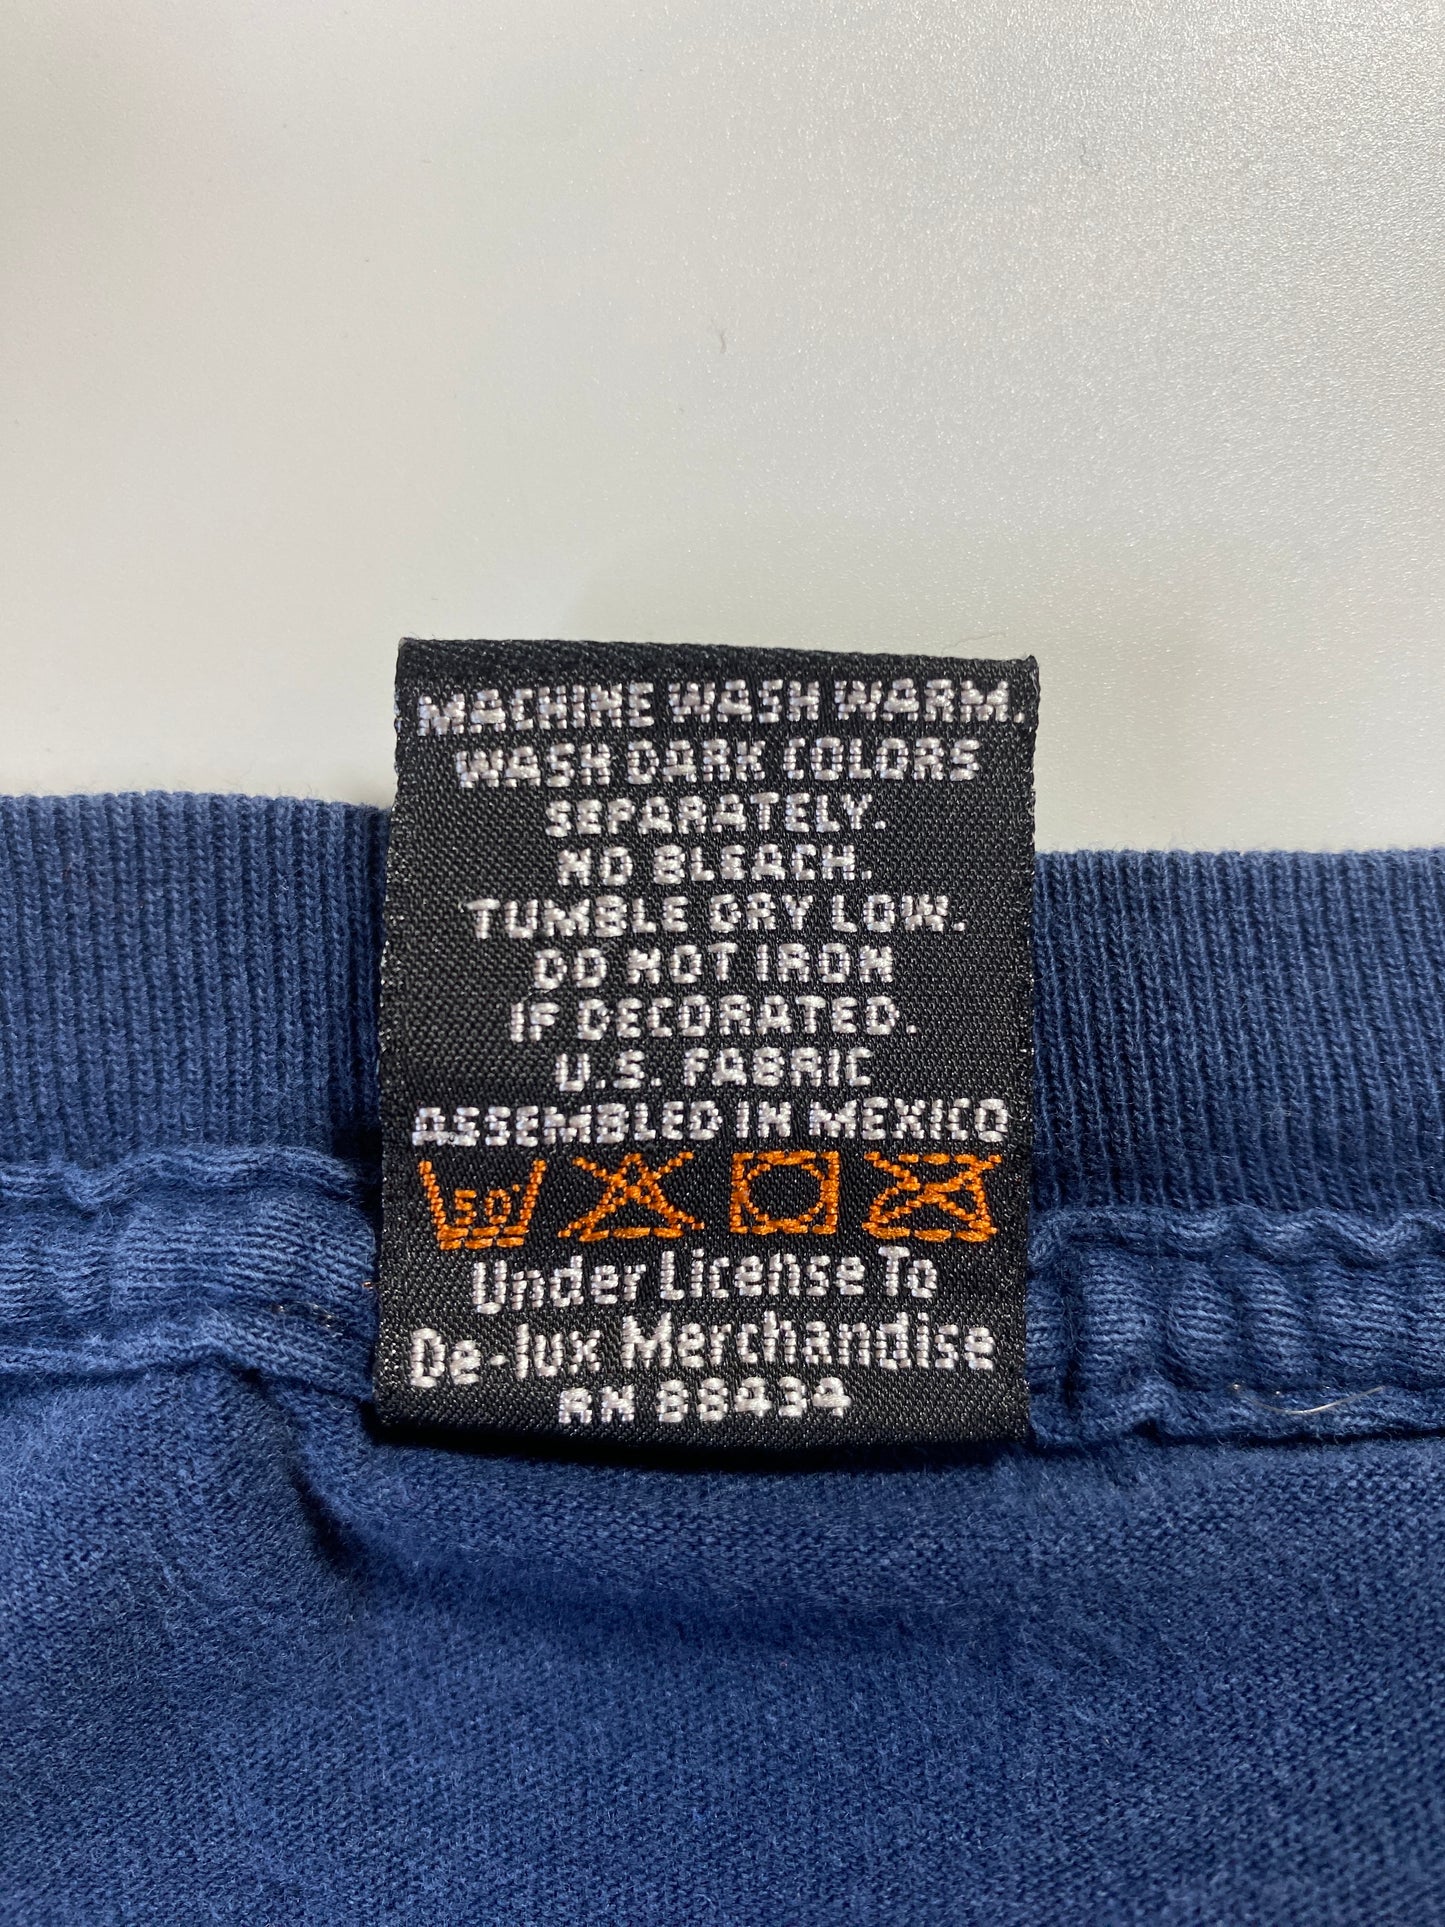 MACHINE WASH WARM.
WASH DARK COLORS
SEPARATELY.
NO BLEACH.
TUMBLE DRY LOW.
DO NOT IRON
IF DECORATED.
U.S. FABRIC
ASSEMBLED IN MEXICO
50°
Under License To
De-lux Merchandise
RN 88434